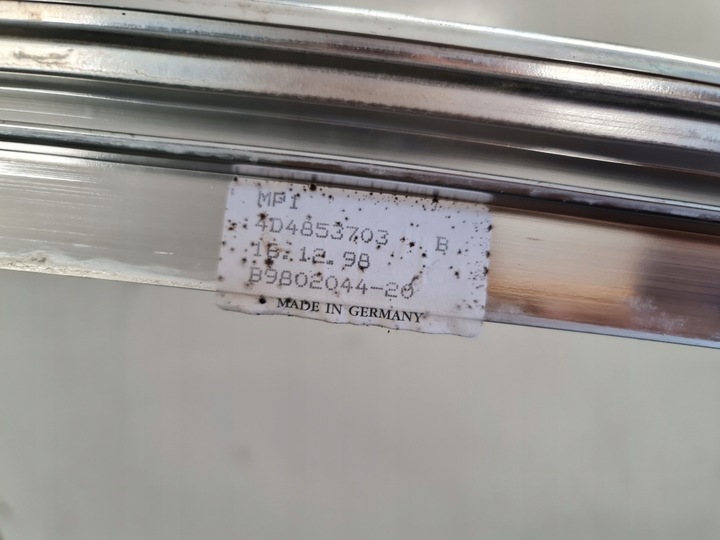 MPI
4D4853703 B
18.12.98
B9802044-20
MADE IN GERMANY